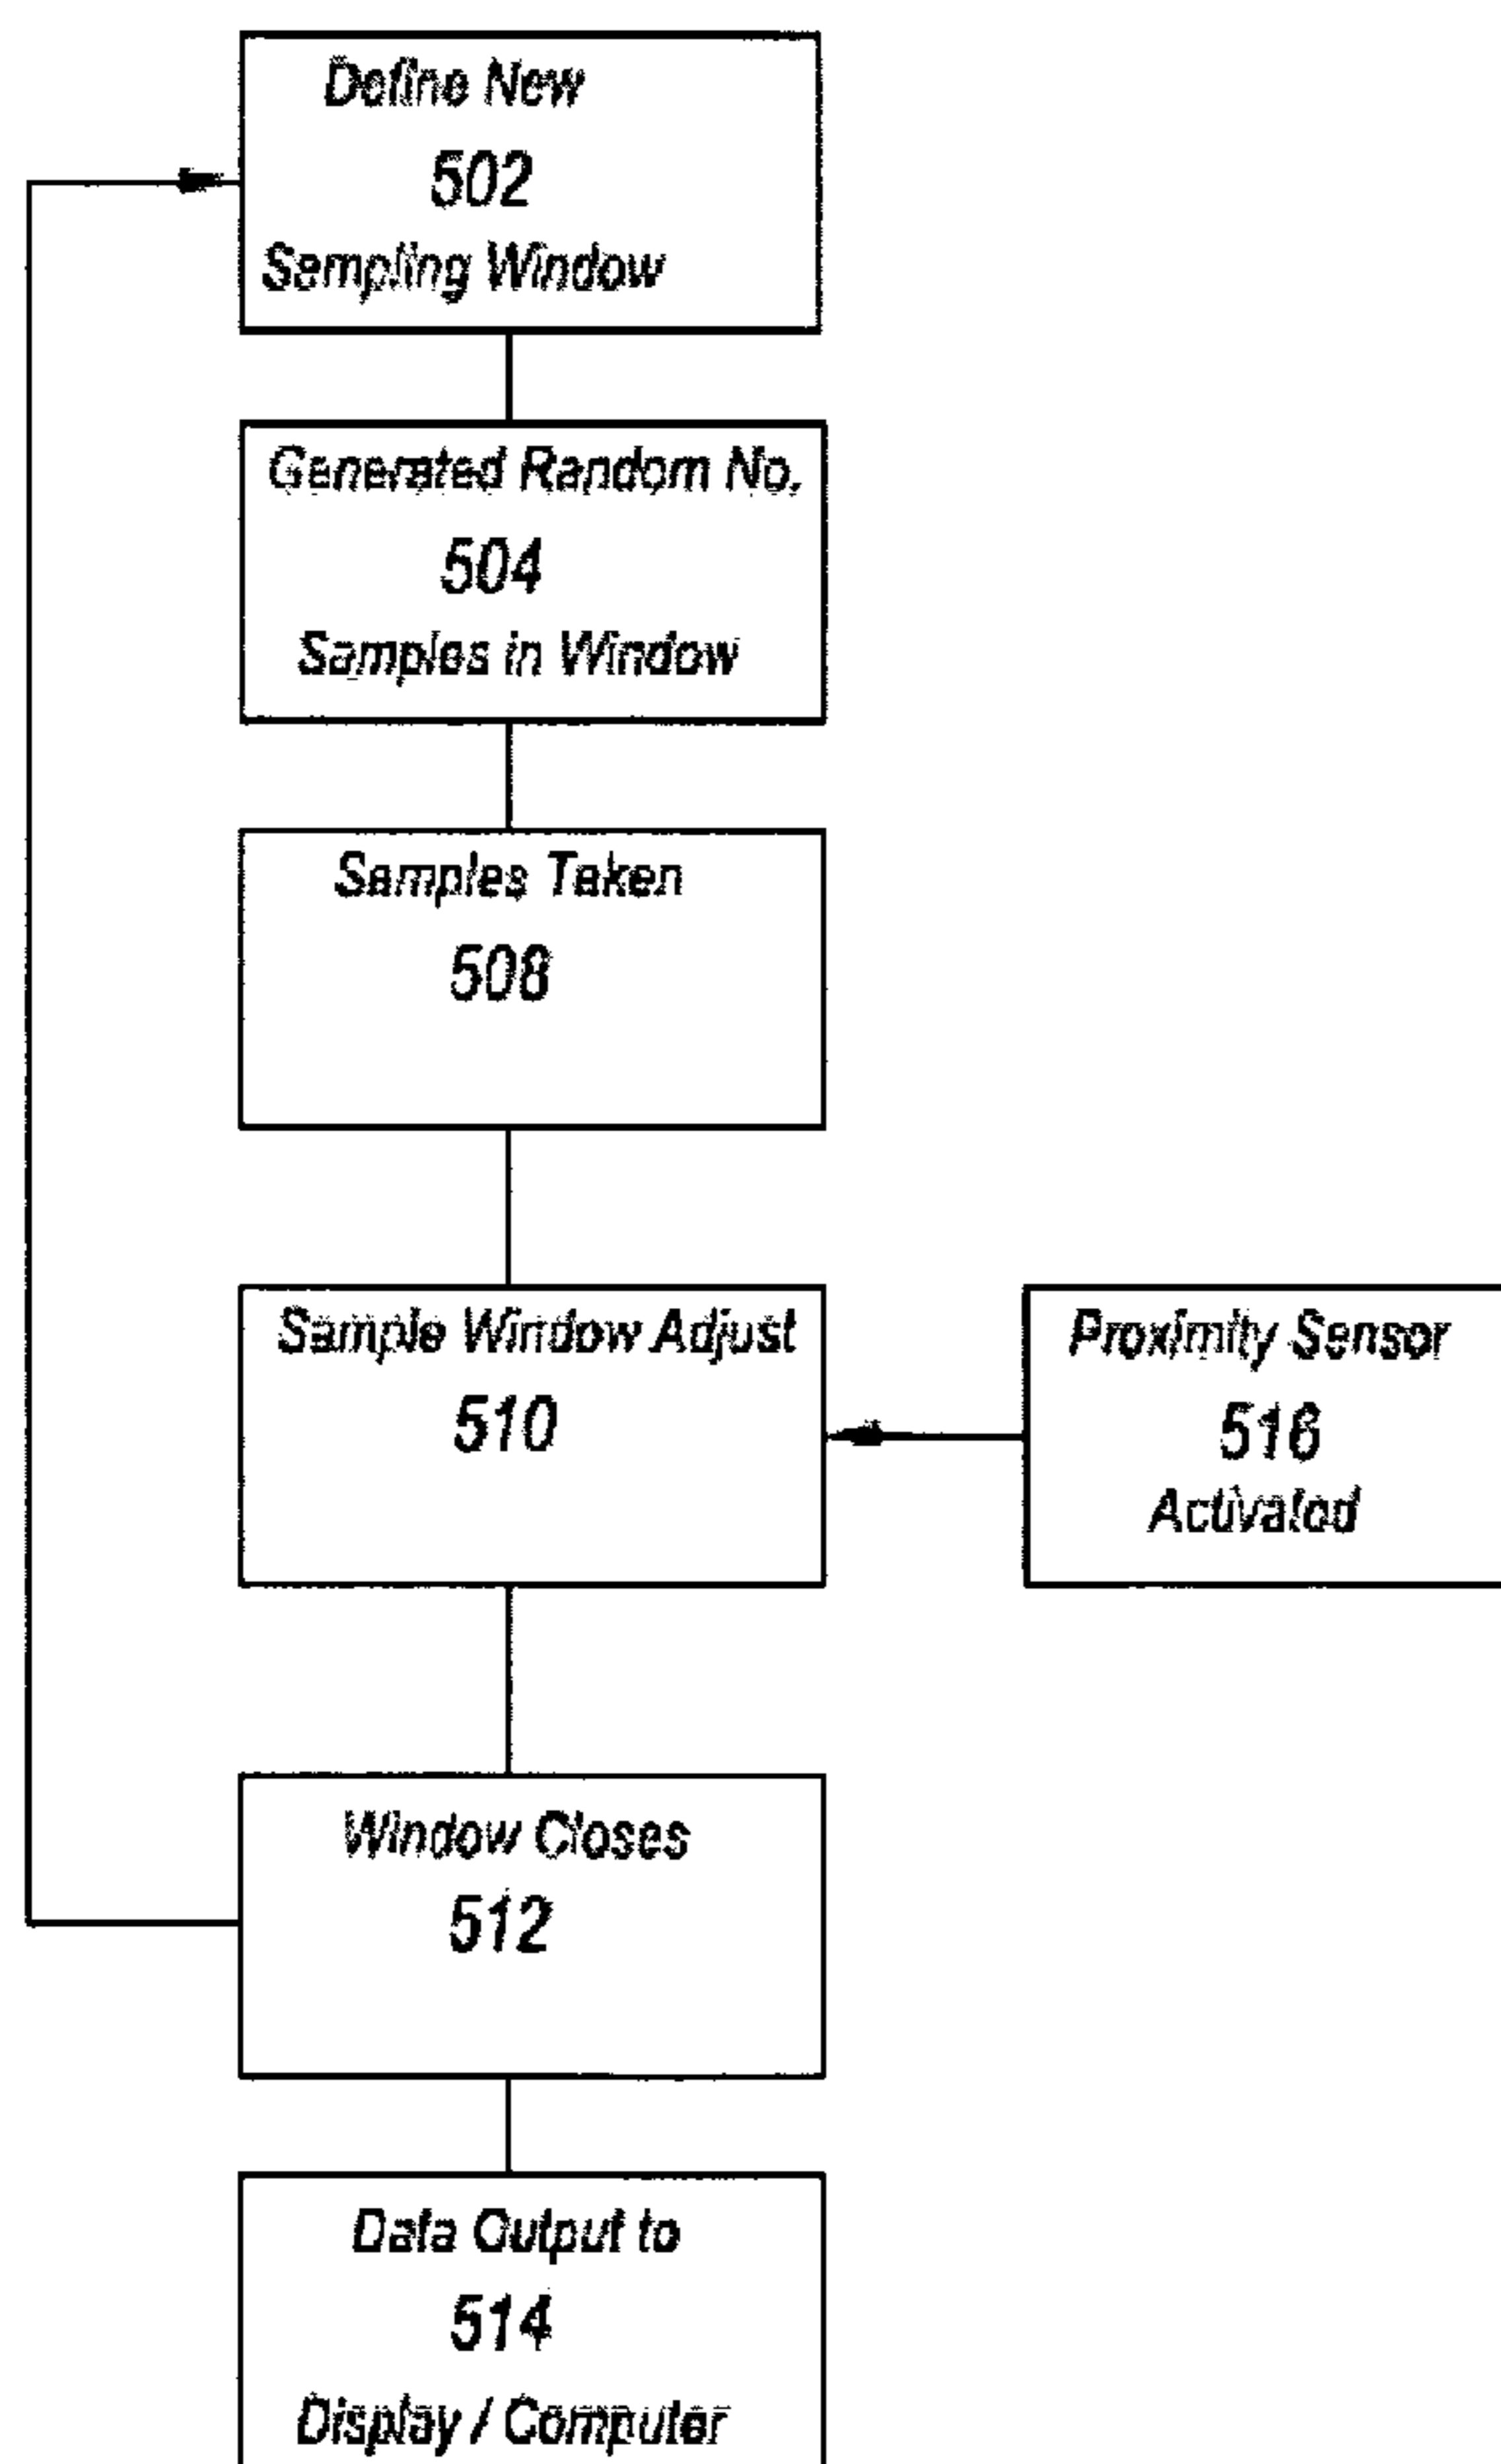 Define New
502
Sampling Window
Generated Random No.
504
Samples in Window
Samples Taken
508
Sample Window Adjust
510
Proximity Sensor
516
Activated
Window Closes
512
Data Output to
514
Display / Computer